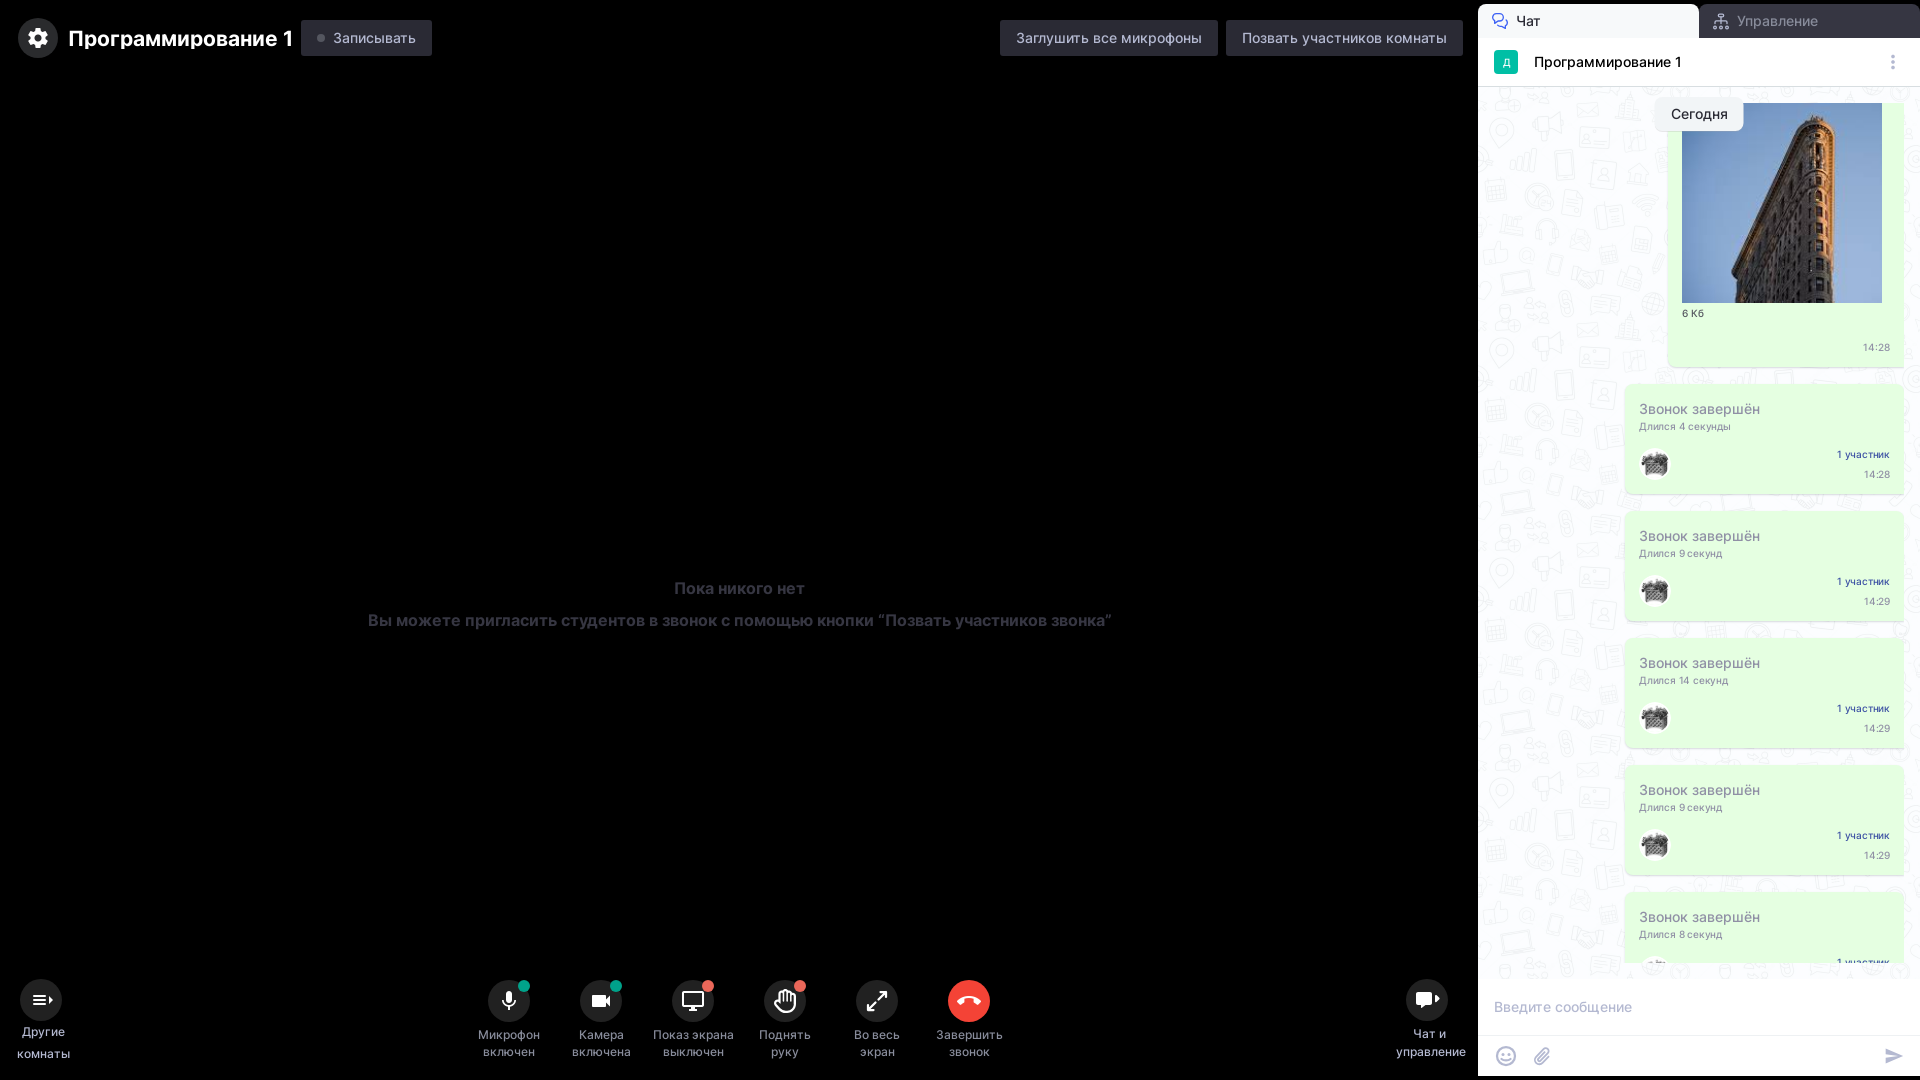 Программирование 1
Записывать
Заглушить все микрофоны
Позвать участников комнаты
Пока никого нет
Вы можете пригласить студентов в звонок с помощью кнопки “Позвать участников звонка”
Другие
комнаты
Микрофон
включен
Камера
включена
Показ экрана
выключен
Поднять
руку
Во весь
экран
Завершить
звонок
Чат и
управление
Чат
Управление
Д
Программирование 1
Сегодня
6 Кб
14:28
Звонок завершён
Длился 4 секунды
1 участник
14:28
Звонок завершён
Длился 9 секунд
1 участник
14:29
Звонок завершён
Длился 14 секунд
1 участник
14:29
Звонок завершён
Длился 9 секунд
1 участник
14:29
Звонок завершён
Длился 8 секунд
1 участник
Введите сообщение